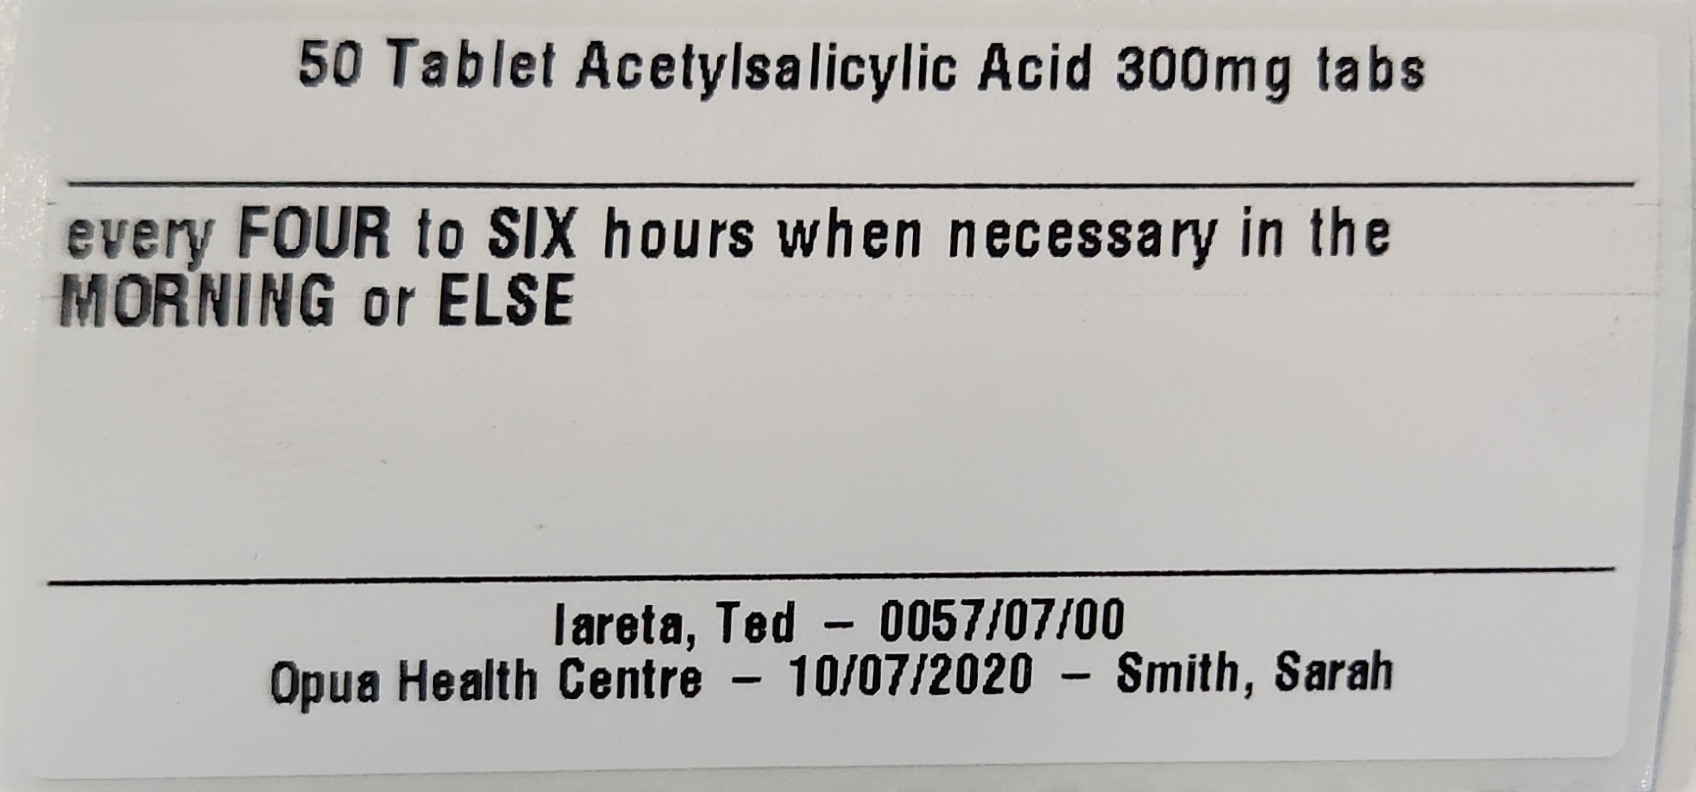 50 Tablet Acetylsalicylic Acid 300mg tabs
every FOUR to SIX hours when necessary in the
MORNING or ELSE
Iareta, Ted – 0057/07/00
Opua Health Centre – 10/07/2020 – Smith, Sarah